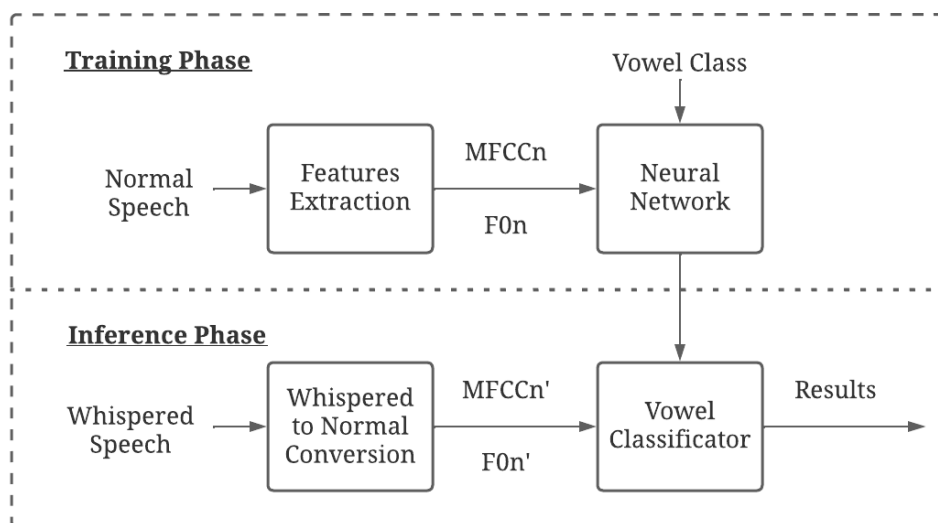 Training Phase
Vowel Class
Normal
Speech
Features
Extraction
MFCCn
F0n
Neural
Network
Inference Phase
Whispered
Speech
Whispered
to Normal
Conversion
MFCCn'
F0n'
Vowel
Classificator
Results